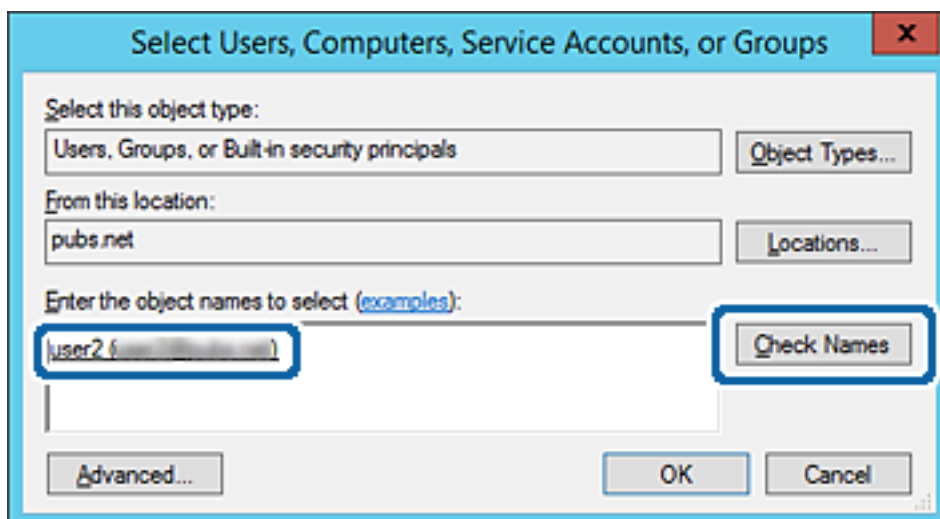 Select Users, Computers, Service Accounts, or Groups
x
Select this object type:
Users, Groups, or Built-in security principals
Object Types...
From this location:
pubs.net
Locations...
Enter the object names to select (examples):
user2 ( )
Check Names
Advanced...
OK
Cancel